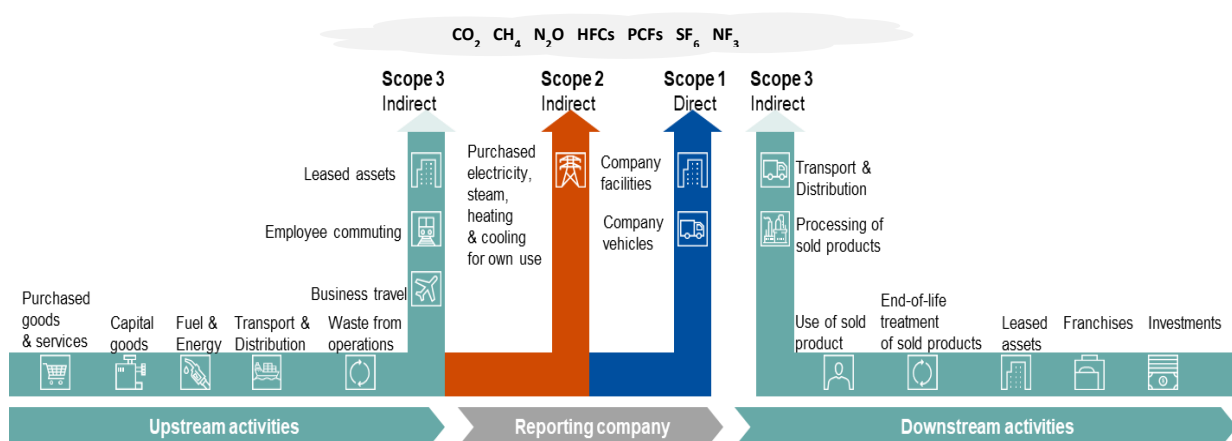 CO2 CH4 N2O HFCs PCFs SF6 NF3
Scope 3
Indirect
Scope 2
Indirect
Scope 1
Direct
Scope 3
Indirect
Leased assets
Employee commuting
Business travel
Purchased
electricity,
steam,
heating
& cooling
for own use
Company
facilities
Company
vehicles
Transport &
Distribution
Processing of
sold products
Purchased
goods
& services
Capital
goods
Fuel &
Energy
Transport &
Distribution
Waste from
operations
Use of sold
product
End-of-life
treatment
of sold products
Leased
assets
Franchises
Investments
Upstream activities
Reporting company
Downstream activities